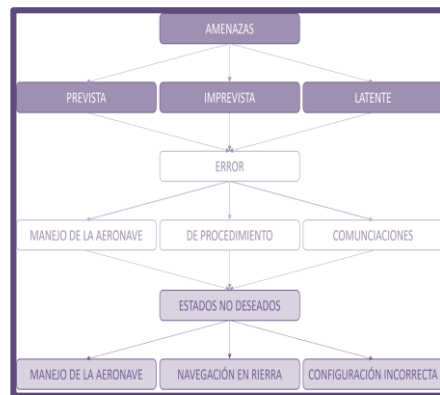 AMENAZAS
PREVISTA
IMPREVISTA
LATENTE
ERROR
MANEJO DE LA AERONAVE
DE PROCEDIMIENTO
COMUNCIACIONES
ESTADOS NO DESEADOS
MANEJO DE LA AERONAVE
NAVEGACIÓN EN RIERRA
CONFIGURACIÓN INCORRECTA